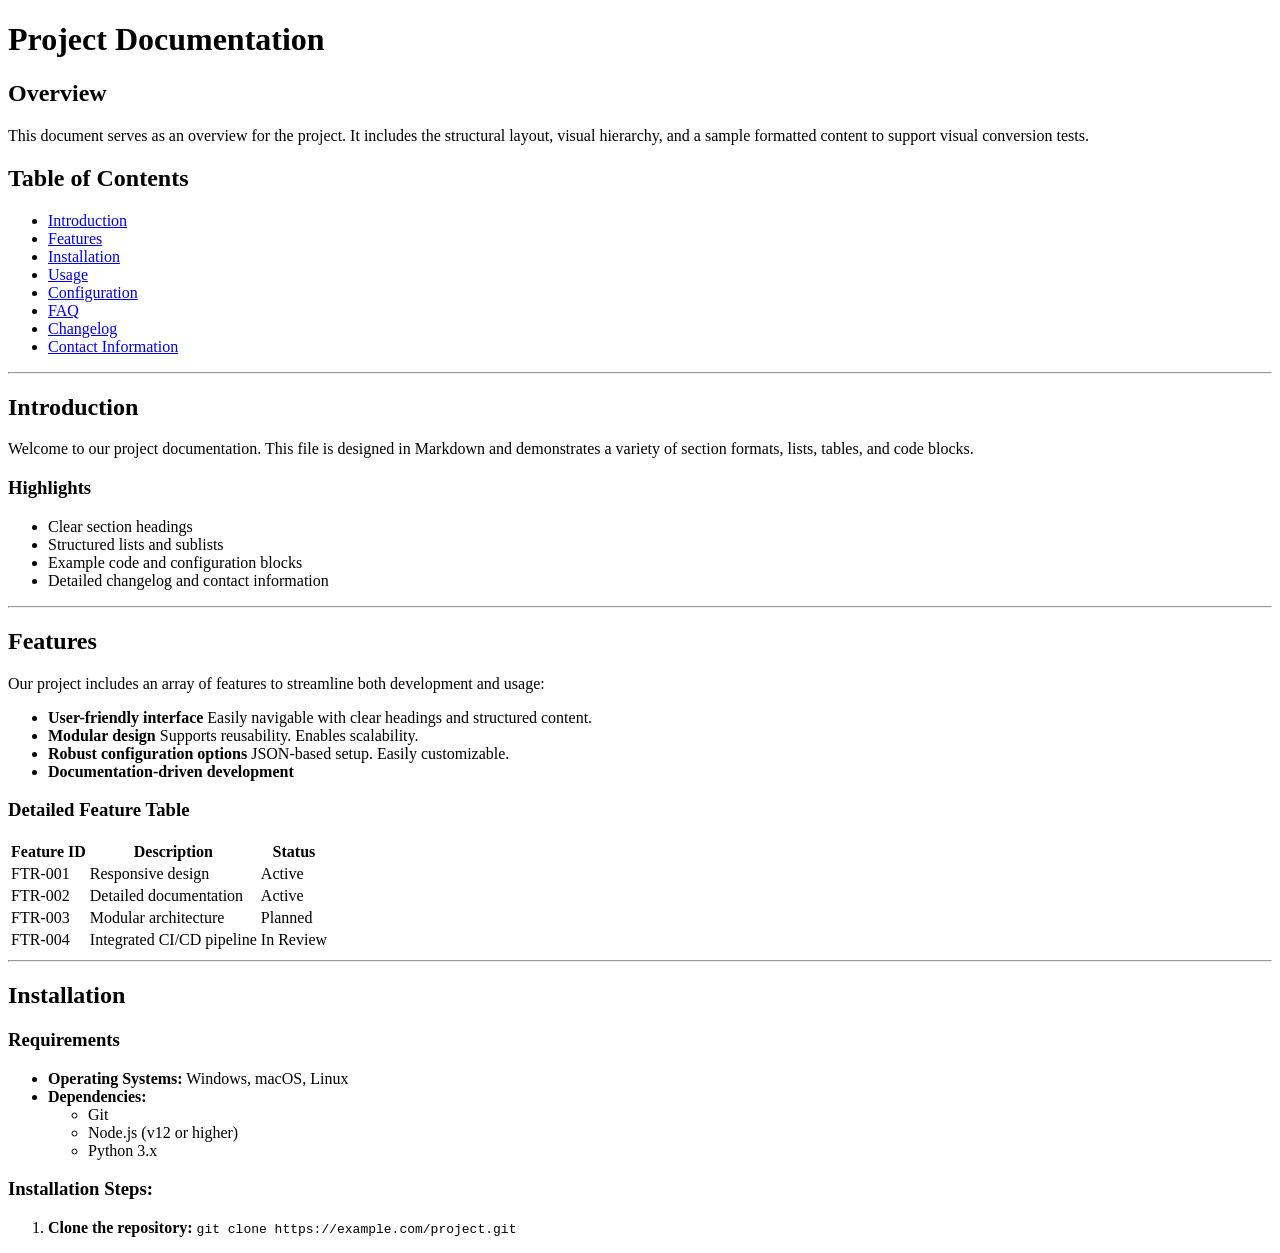 Project Documentation
Overview
This document serves as an overview for the project. It includes the structural layout, visual hierarchy, and a sample formatted content to support visual conversion tests.
Table of Contents
Introduction
Features
Installation
Usage
Configuration
FAQ
Changelog
Contact Information
Introduction
Welcome to our project documentation. This file is designed in Markdown and demonstrates a variety of section formats, lists, tables, and code blocks.
Highlights
Clear section headings
Structured lists and sublists
Example code and configuration blocks
Detailed changelog and contact information
Features
Our project includes an array of features to streamline both development and usage:
User-friendly interface Easily navigable with clear headings and structured content.
Modular design Supports reusability. Enables scalability.
Robust configuration options JSON-based setup. Easily customizable.
Documentation-driven development
Detailed Feature Table
Feature ID Description Status
FTR-001 Responsive design Active
FTR-002 Detailed documentation Active
FTR-003 Modular architecture Planned
FTR-004 Integrated CI/CD pipeline In Review
Installation
Requirements
Operating Systems: Windows, macOS, Linux
Dependencies:
Git
Node.js (v12 or higher)
Python 3.x
Installation Steps:
1. Clone the repository: git clone https://example.com/project.git